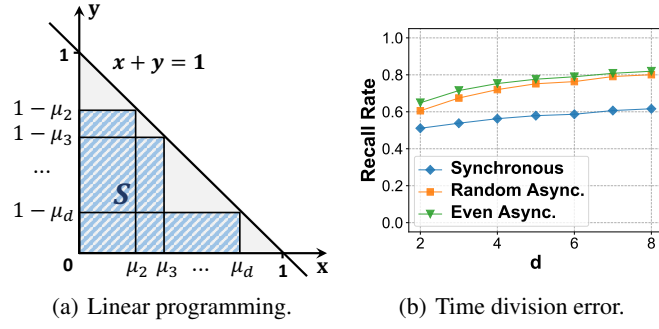 y
1
x + y = 1
1 − μ₂
1 − μ₃
...
1 − μ_d
S
0
μ₂ μ₃ ... μ_d 1 x
(a) Linear programming.
Recall Rate
1.0
0.8
0.6
0.4
0.2
0.0
Synchronous
Random Async.
Even Async.
2 4 6 8
d
(b) Time division error.